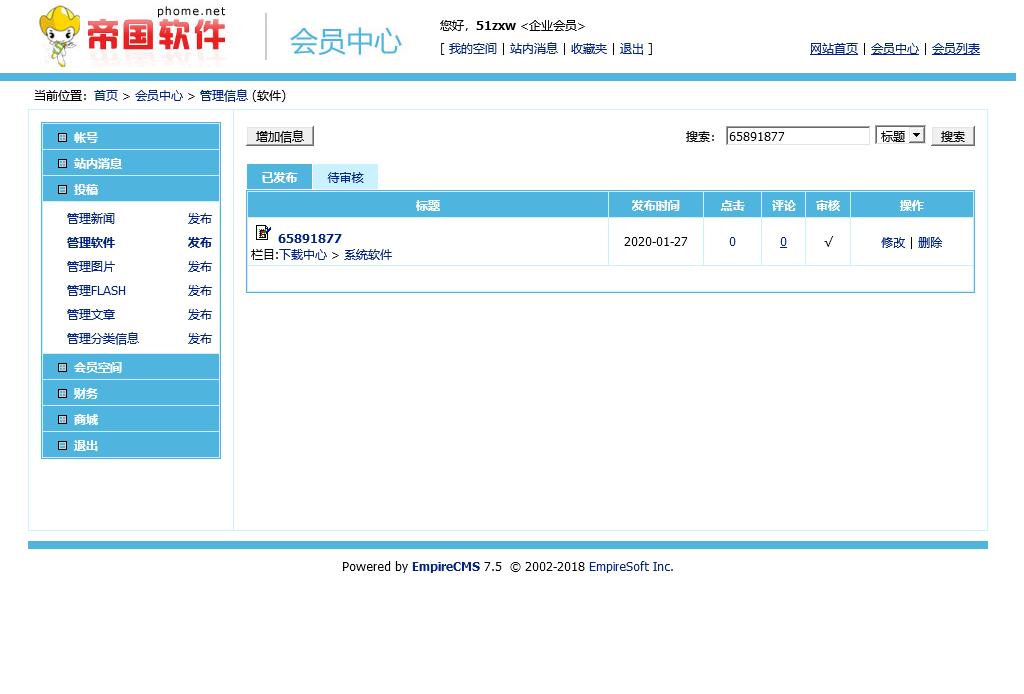 phome.net
帝国软件
会员中心
您好，51zxw <企业会员>
[ 我的空间 | 站内消息 | 收藏夹 | 退出 ]
网站首页 | 会员中心 | 会员列表
当前位置：首页 > 会员中心 > 管理信息 (软件)
帐号
站内消息
投稿
管理新闻 发布
管理软件 发布
管理图片 发布
管理FLASH 发布
管理文章 发布
管理分类信息 发布
会员空间
财务
商城
退出
增加信息
搜索： 65891877 标题 搜索
已发布 待审核
标题 发布时间 点击 评论 审核 操作
65891877 2020-01-27 0 0 √ 修改 | 删除
栏目:下载中心 > 系统软件
Powered by EmpireCMS 7.5 © 2002-2018 EmpireSoft Inc.